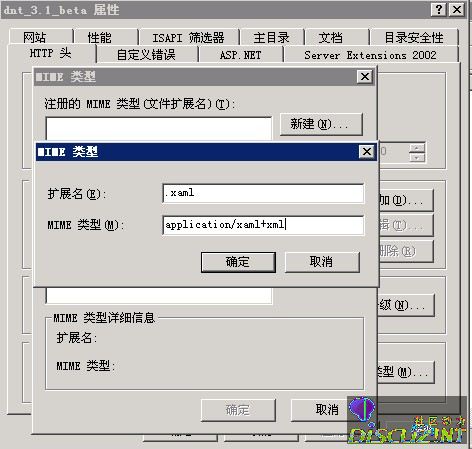 dnt_3.1_beta 属性
网站 性能 ISAPI 筛选器 主目录 文档 目录安全性
HTTP 头 自定义错误 ASP.NET Server Extensions 2002
MIME 类型
注册的 MIME 类型(文件扩展名)(T):
新建(N)...
MIME 类型
扩展名(E): .xaml
MIME 类型(M): application/xaml+xml
确定 取消
加(D)...
辑(I)...
删除(R)
级(N)...
MIME 类型详细信息
扩展名:
MIME 类型:
类型(M)...
确定 取消
DISCUZ!NT